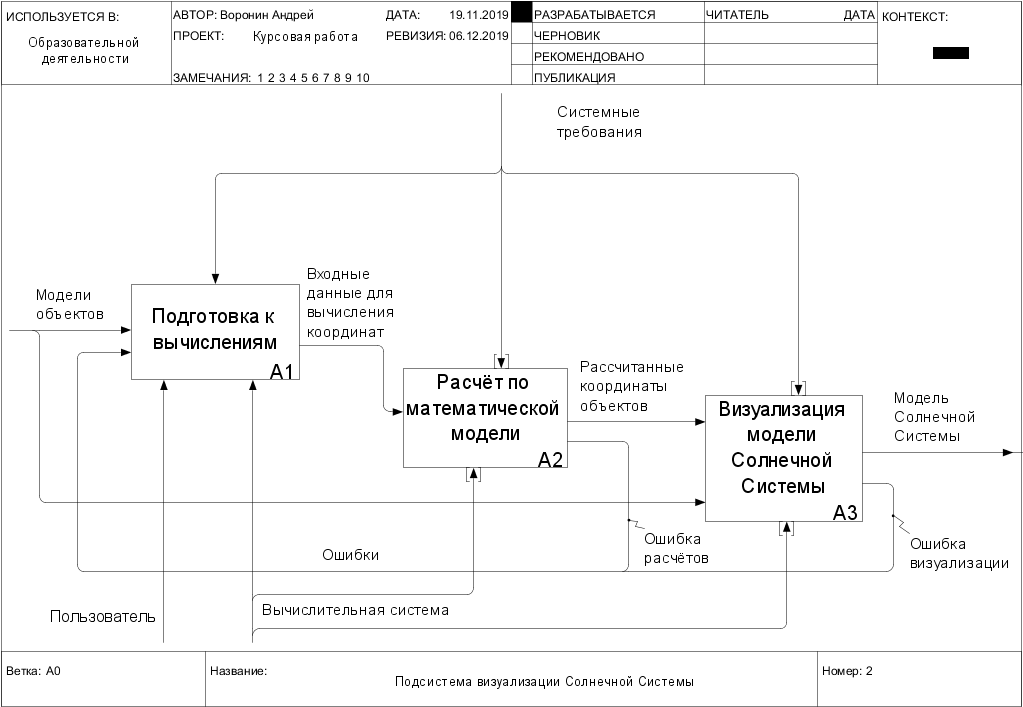 ИСПОЛЬЗУЕТСЯ В:
Образовательной
деятельности
АВТОР: Воронин Андрей
ДАТА: 19.11.2019
ПРОЕКТ: Курсовая работа
РЕВИЗИЯ: 06.12.2019
ЗАМЕЧАНИЯ: 1 2 3 4 5 6 7 8 9 10
РАЗРАБАТЫВАЕТСЯ
ЧЕРНОВИК
РЕКОМЕНДОВАНО
ПУБЛИКАЦИЯ
ЧИТАТЕЛЬ ДАТА
КОНТЕКСТ:
Системные
требования
Модели
объектов
Подготовка к
вычислениям
A1
Входные
данные для
вычисления
координат
Расчёт по
математической
модели
A2
Рассчитанные
координаты
объектов
Визуализация
модели
Солнечной
Системы
A3
Модель
Солнечной
Системы
Ошибка
расчётов
Ошибка
визуализации
Ошибки
Пользователь
Вычислительная система
Ветка: A0
Название:
Подсистема визуализации Солнечной Системы
Номер: 2